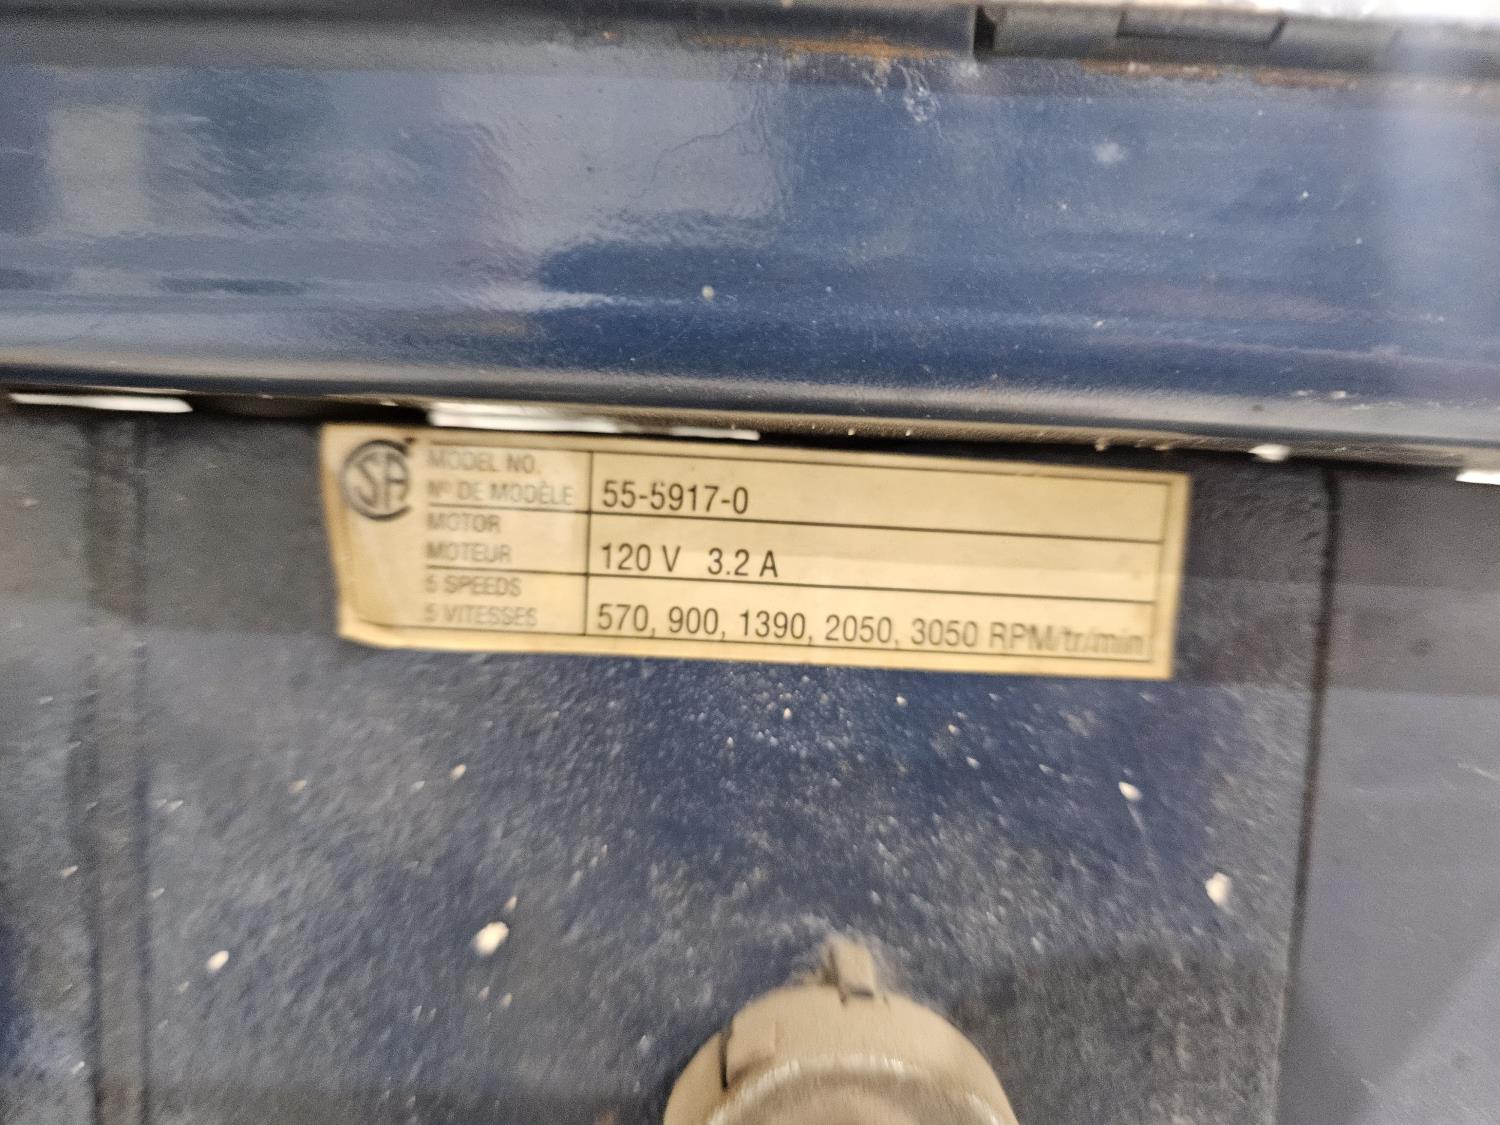 CSA
MODEL NO.
Nº DE MODÈLE 55-5917-0
MOTOR
MOTEUR 120 V 3.2 A
5 SPEEDS
5 VITESSES 570, 900, 1390, 2050, 3050 RPM/tr/min